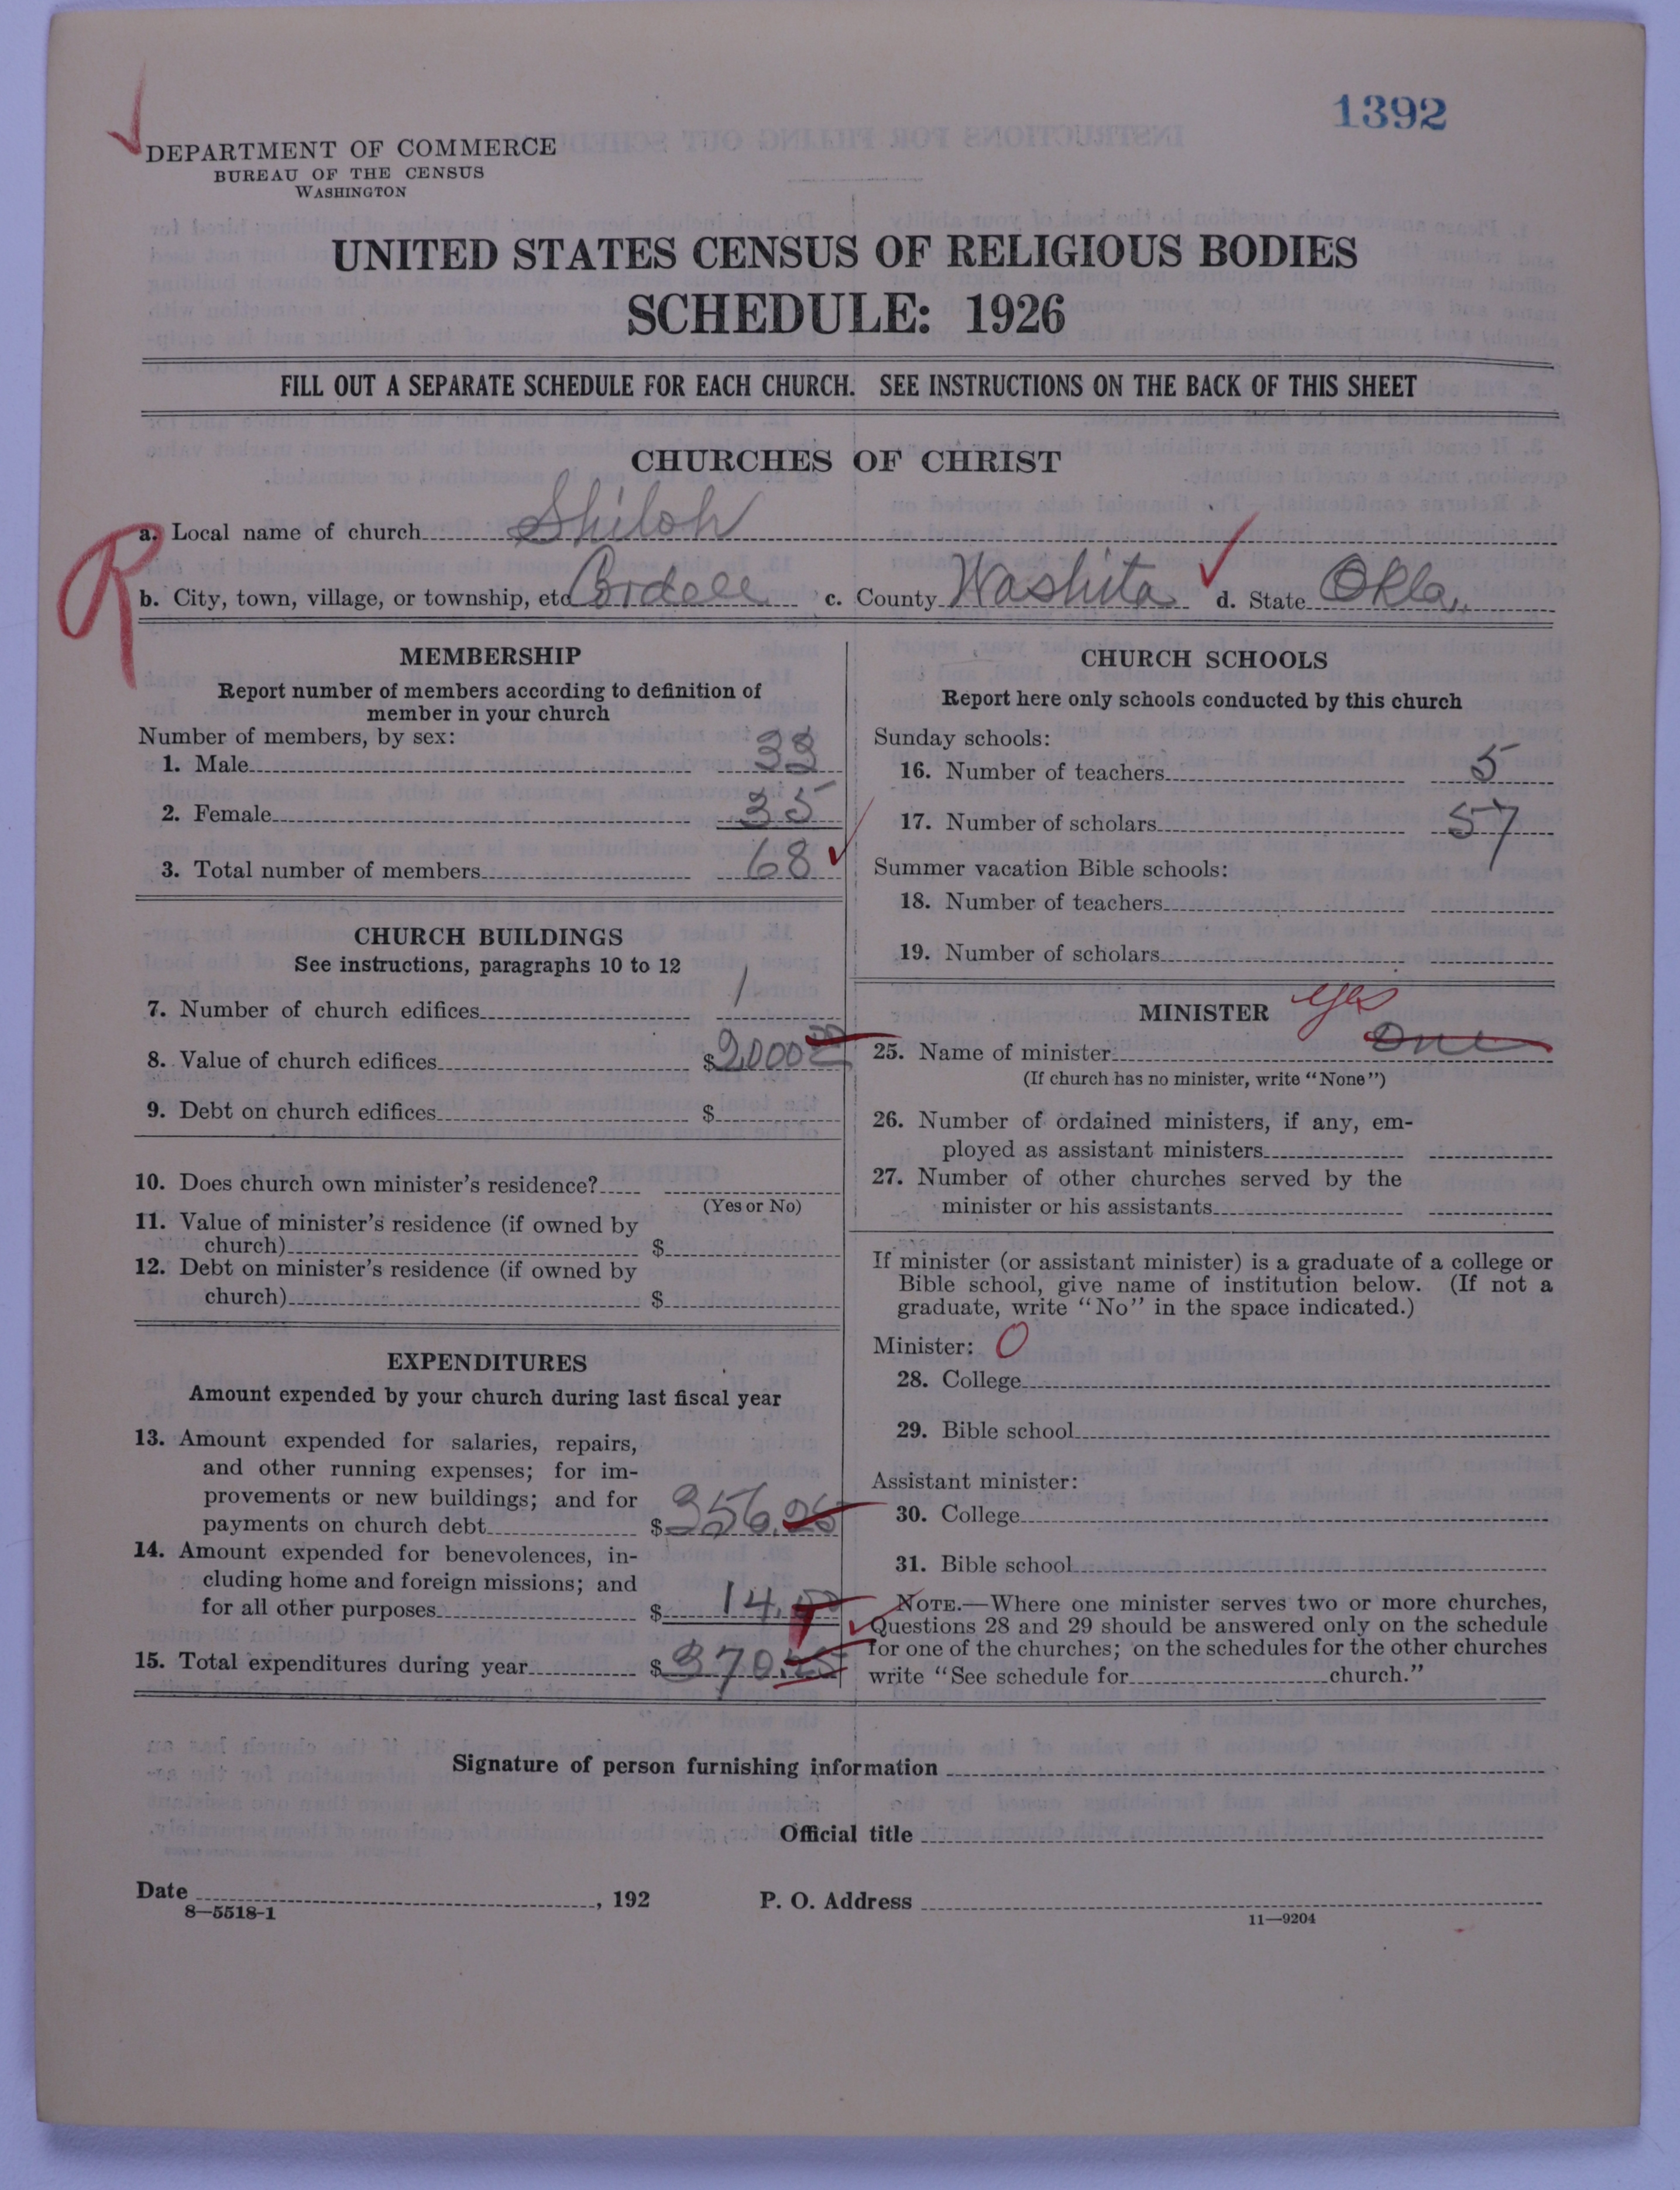 1392
DEPARTMENT OF COMMERCE
BUREAU OF THE CENSUS
WASHINGTON
UNITED STATES CENSUS OF RELIGIOUS BODIES
SCHEDULE: 1926
FILL OUT A SEPARATE SCHEDULE FOR EACH CHURCH. SEE INSTRUCTIONS ON THE BACK OF THIS SHEET
CHURCHES OF CHRIST
R
a. Local name of church Shiloh
b. City, town, village, or township, etc Cordell c. County Washita d. State Okla.
MEMBERSHIP
Report number of members according to definition of
member in your church
Number of members, by sex:
1. Male 33
2. Female 35
3. Total number of members 68
CHURCH BUILDINGS
See instructions, paragraphs 10 to 12
7. Number of church edifices 1
8. Value of church edifices $2000 00
9. Debt on church edifices $
10. Does church own minister's residence?
(Yes or No)
11. Value of minister's residence (if owned by
church) $
12. Debt on minister's residence (if owned by
church) $
EXPENDITURES
Amount expended by your church during last fiscal year
13. Amount expended for salaries, repairs,
and other running expenses; for im-
provements or new buildings; and for
payments on church debt $356.25
14. Amount expended for benevolences, in-
cluding home and foreign missions; and
for all other purposes $14.00
15. Total expenditures during year $370.25
CHURCH SCHOOLS
Report here only schools conducted by this church
Sunday schools:
16. Number of teachers 5
17. Number of scholars 57
Summer vacation Bible schools:
18. Number of teachers
19. Number of scholars
MINISTER yes
25. Name of minister One
(If church has no minister, write "None")
26. Number of ordained ministers, if any, em-
ployed as assistant ministers
27. Number of other churches served by the
minister or his assistants
If minister (or assistant minister) is a graduate of a college or
Bible school, give name of institution below. (If not a
graduate, write "No" in the space indicated.)
Minister: 0
28. College
29. Bible school
Assistant minister:
30. College
31. Bible school
NOTE.—Where one minister serves two or more churches,
Questions 28 and 29 should be answered only on the schedule
for one of the churches; on the schedules for the other churches
write "See schedule for church."
Signature of person furnishing information
Official title
Date , 192 P. O. Address
8—5518-1 11—9204